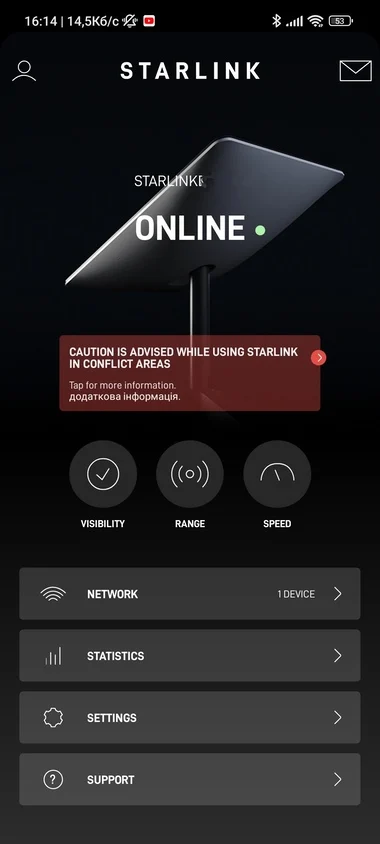 16:14 | 14,5Кб/с
53
STARLINK
STARLINK
ONLINE
CAUTION IS ADVISED WHILE USING STARLINK
IN CONFLICT AREAS
Tap for more information.
додаткова інформація.
VISIBILITY
RANGE
SPEED
NETWORK
1 DEVICE
STATISTICS
SETTINGS
SUPPORT